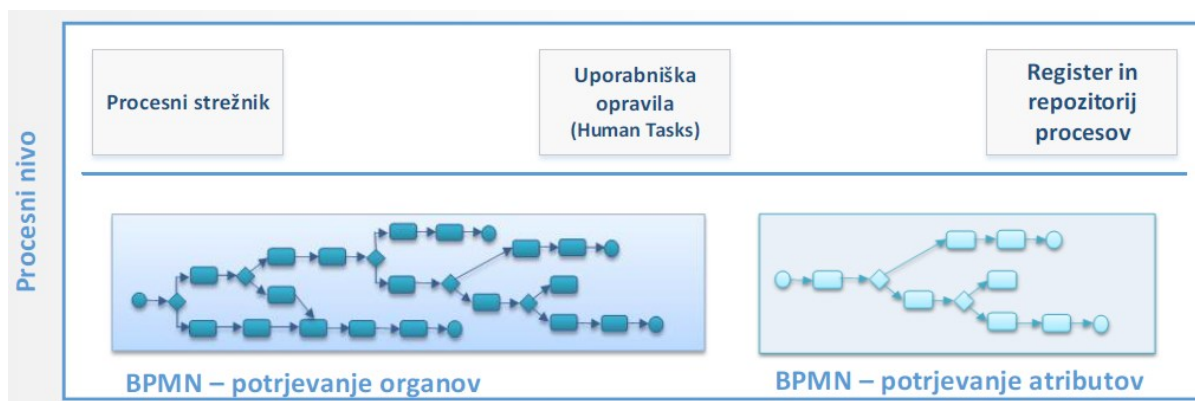 Procesni nivo
Procesni strežnik
Uporabniška
opravila
(Human Tasks)
Register in
repozitorij
procesov
BPMN – potrjevanje organov
BPMN – potrjevanje atributov